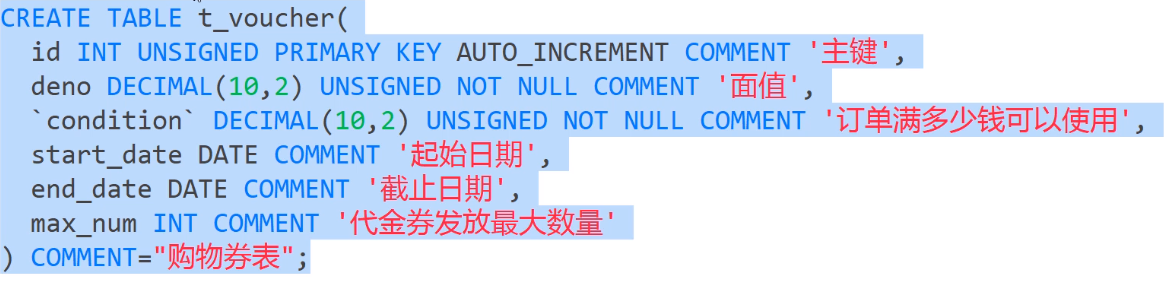 CREATE TABLE t_voucher(
  id INT UNSIGNED PRIMARY KEY AUTO_INCREMENT COMMENT '主键',
  deno DECIMAL(10,2) UNSIGNED NOT NULL COMMENT '面值',
  `condition` DECIMAL(10,2) UNSIGNED NOT NULL COMMENT '订单满多少钱可以使用',
  start_date DATE COMMENT '起始日期',
  end_date DATE COMMENT '截止日期',
  max_num INT COMMENT '代金券发放最大数量'
) COMMENT="购物券表";